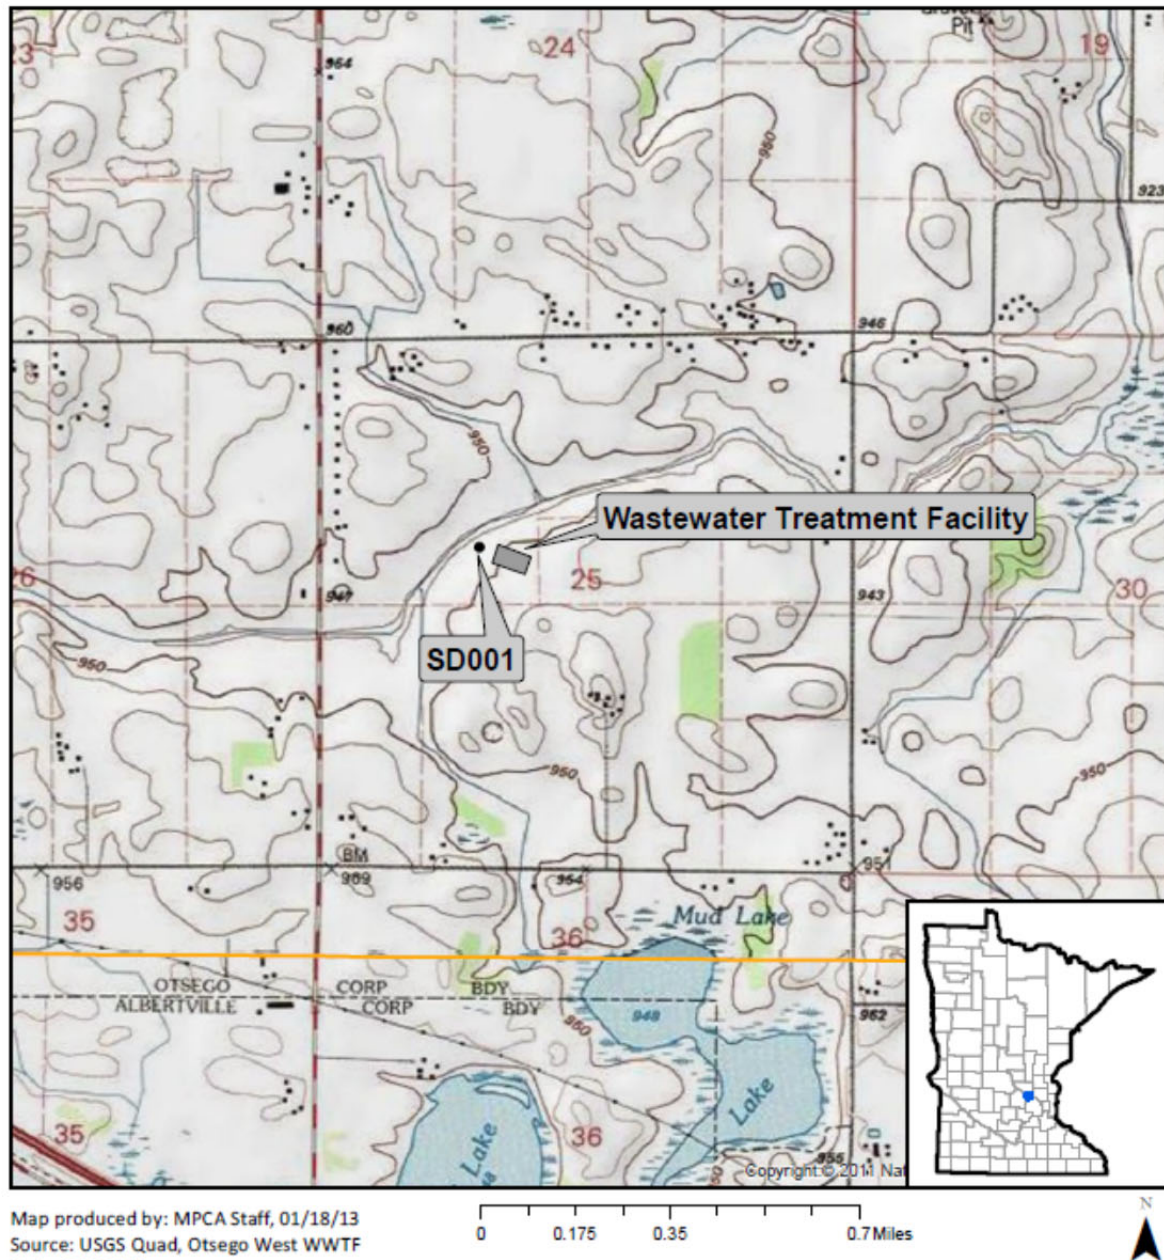 Pit
23
24
19
964
950
923
960
946
950
Wastewater Treatment Facility
26
25
947
943
30
SD001
950
950
950
BM
956
969
954
951
35
Mud Lake
36
OTSEGO CORP BDY
ALBERTVILLE CORP BDY
948
962
960
Lake
Lake
35
36
955
950
Copyright:© 2011 Nat
Map produced by: MPCA Staff, 01/18/13
Source: USGS Quad, Otsego West WWTF
0 0.175 0.35 0.7 Miles
N